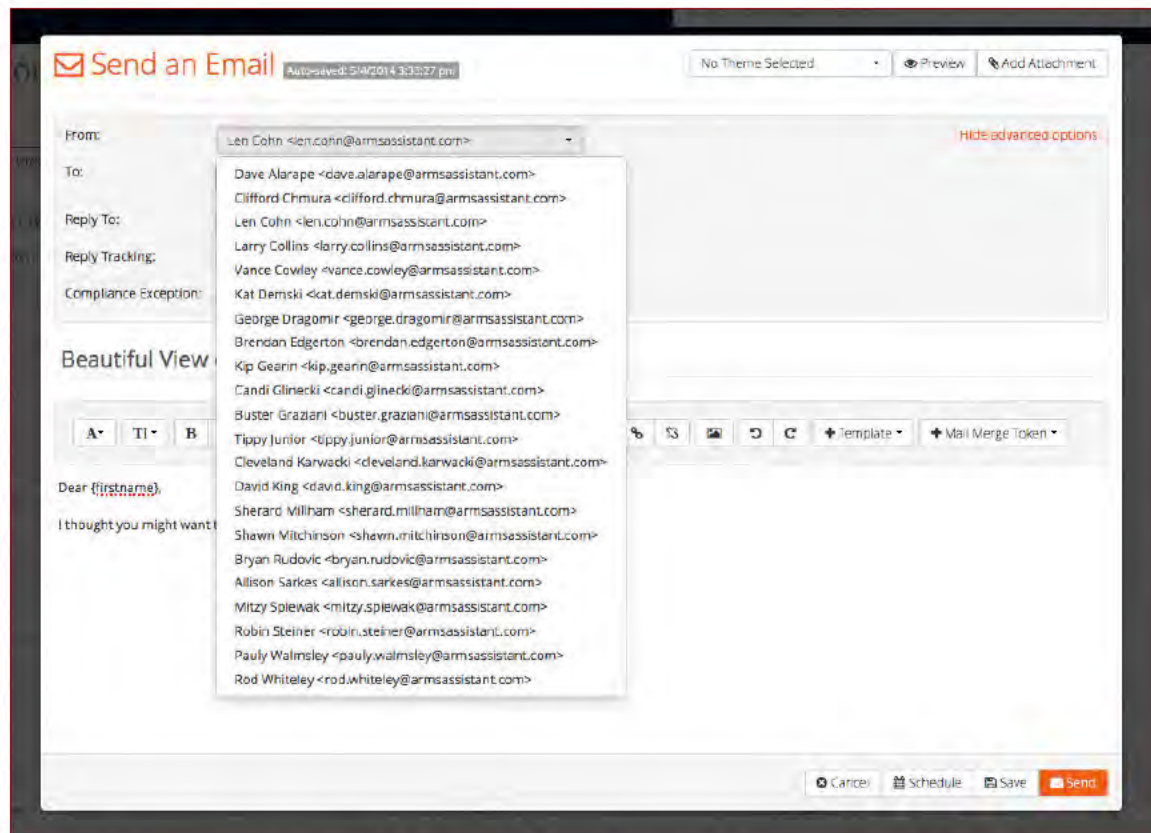 Send an Email Auto-saved: 5/4/2014 3:33:27 pm
No Theme Selected
Preview
Add Attachment
From:
Len Cohn <len.cohn@armsassistant.com>
Hide advanced options
To:
Reply To:
Reply Tracking:
Compliance Exception:
Dave Alarape <dave.alarape@armsassistant.com>
Clifford Chmura <clifford.chmura@armsassistant.com>
Len Cohn <len.cohn@armsassistant.com>
Larry Collins <larry.collins@armsassistant.com>
Vance Cowley <vance.cowley@armsassistant.com>
Kat Demski <kat.demski@armsassistant.com>
George Dragomir <george.dragomir@armsassistant.com>
Brendan Edgerton <brendan.edgerton@armsassistant.com>
Kip Gearin <kip.gearin@armsassistant.com>
Candi Glinecki <candi.glinecki@armsassistant.com>
Buster Graziani <buster.graziani@armsassistant.com>
Tippy Junior <tippy.junior@armsassistant.com>
Cleveland Karwacki <cleveland.karwacki@armsassistant.com>
David King <david.king@armsassistant.com>
Sherard Millham <sherard.millham@armsassistant.com>
Shawn Mitchinson <shawn.mitchinson@armsassistant.com>
Bryan Rudovic <bryan.rudovic@armsassistant.com>
Allison Sarkes <allison.sarkes@armsassistant.com>
Mitzy Spiewak <mitzy.spiewak@armsassistant.com>
Robin Steiner <robin.steiner@armsassistant.com>
Pauly Walmsley <pauly.walmsley@armsassistant.com>
Rod Whiteley <rod.whiteley@armsassistant.com>
Beautiful View
A TI B
+ Template + Mail Merge Token
Dear {firstname},
I thought you might want
Cancel Schedule Save Send